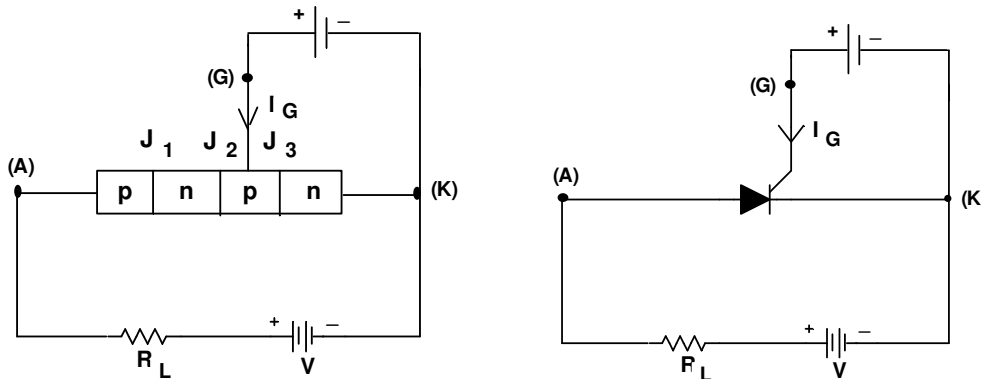 + –
(G)
I G
J 1 J 2 J 3
(A)
p n p n
(K)
+ –
R L V
+ –
(G)
I G
(A)
(K
+ –
R L V